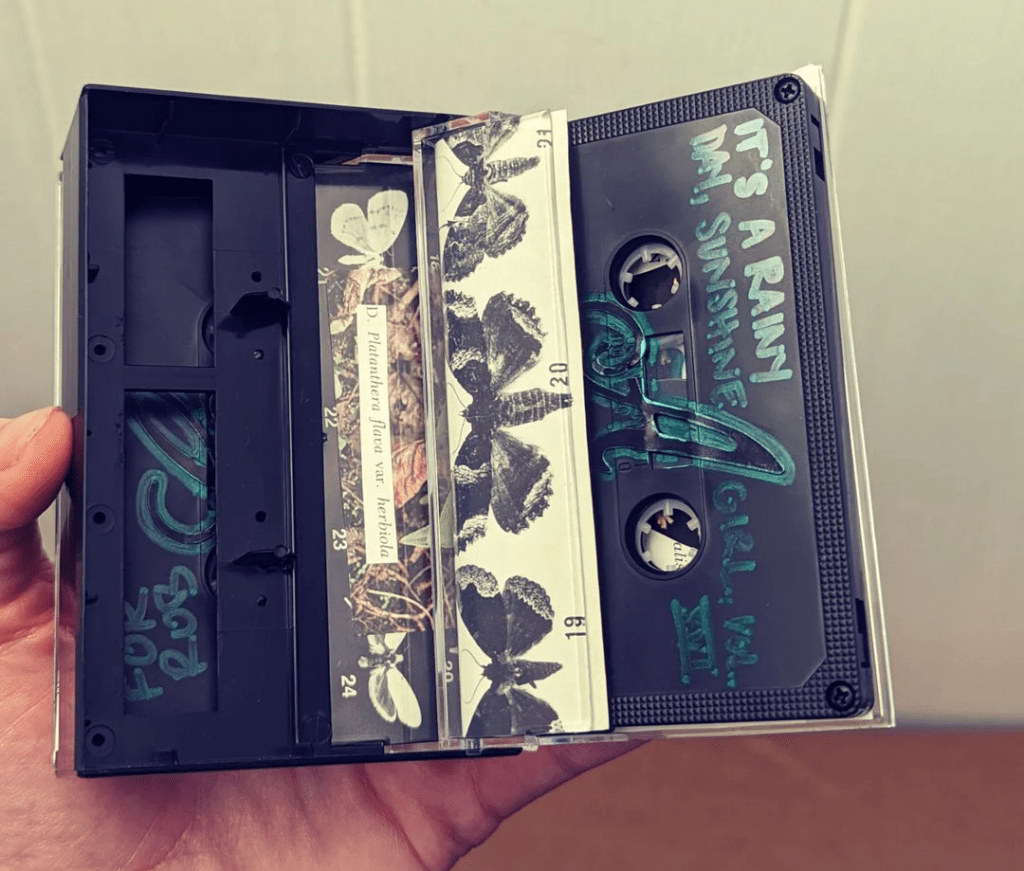 FOR
ROB
22
23
24
D. Platanthera flava var. herbiola
20
21
20
19
IT'S A RAINY
DAY, SUNSHINE GIRL, VOL.
XVI.